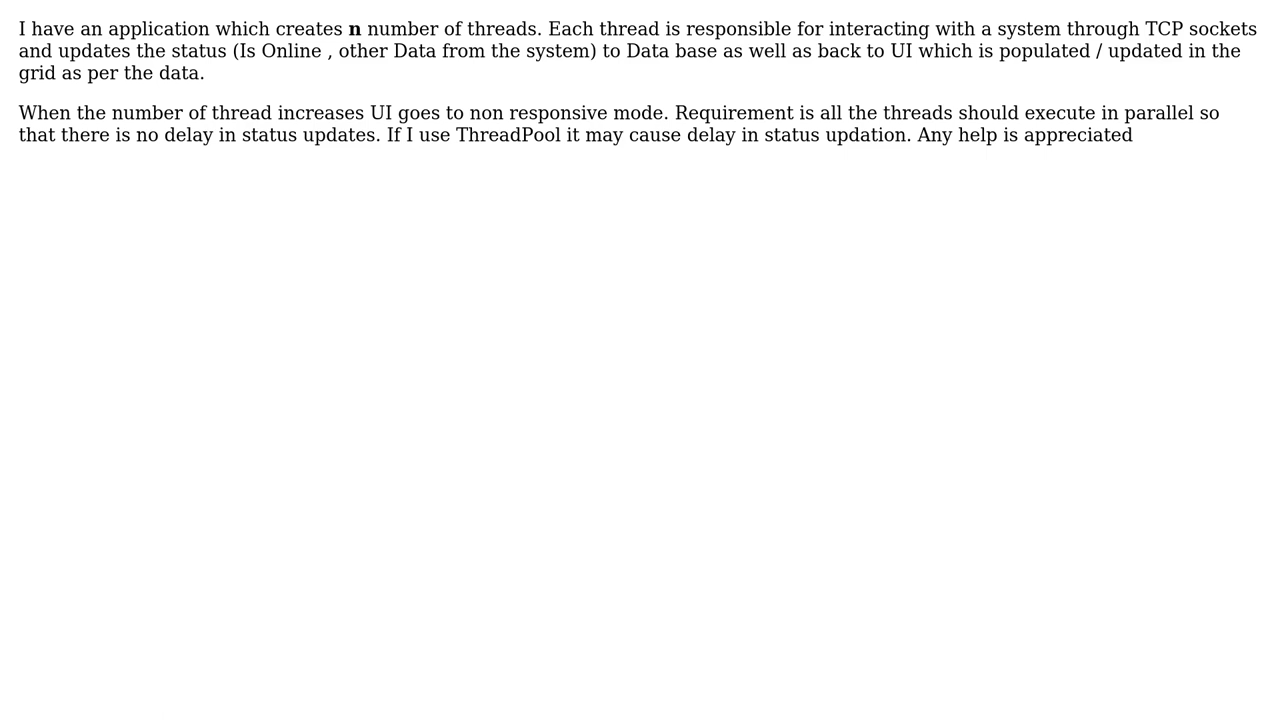 I have an application which creates n number of threads. Each thread is responsible for interacting with a system through TCP sockets
and updates the status (Is Online , other Data from the system) to Data base as well as back to UI which is populated / updated in the
grid as per the data.
When the number of thread increases UI goes to non responsive mode. Requirement is all the threads should execute in parallel so
that there is no delay in status updates. If I use ThreadPool it may cause delay in status updation. Any help is appreciated